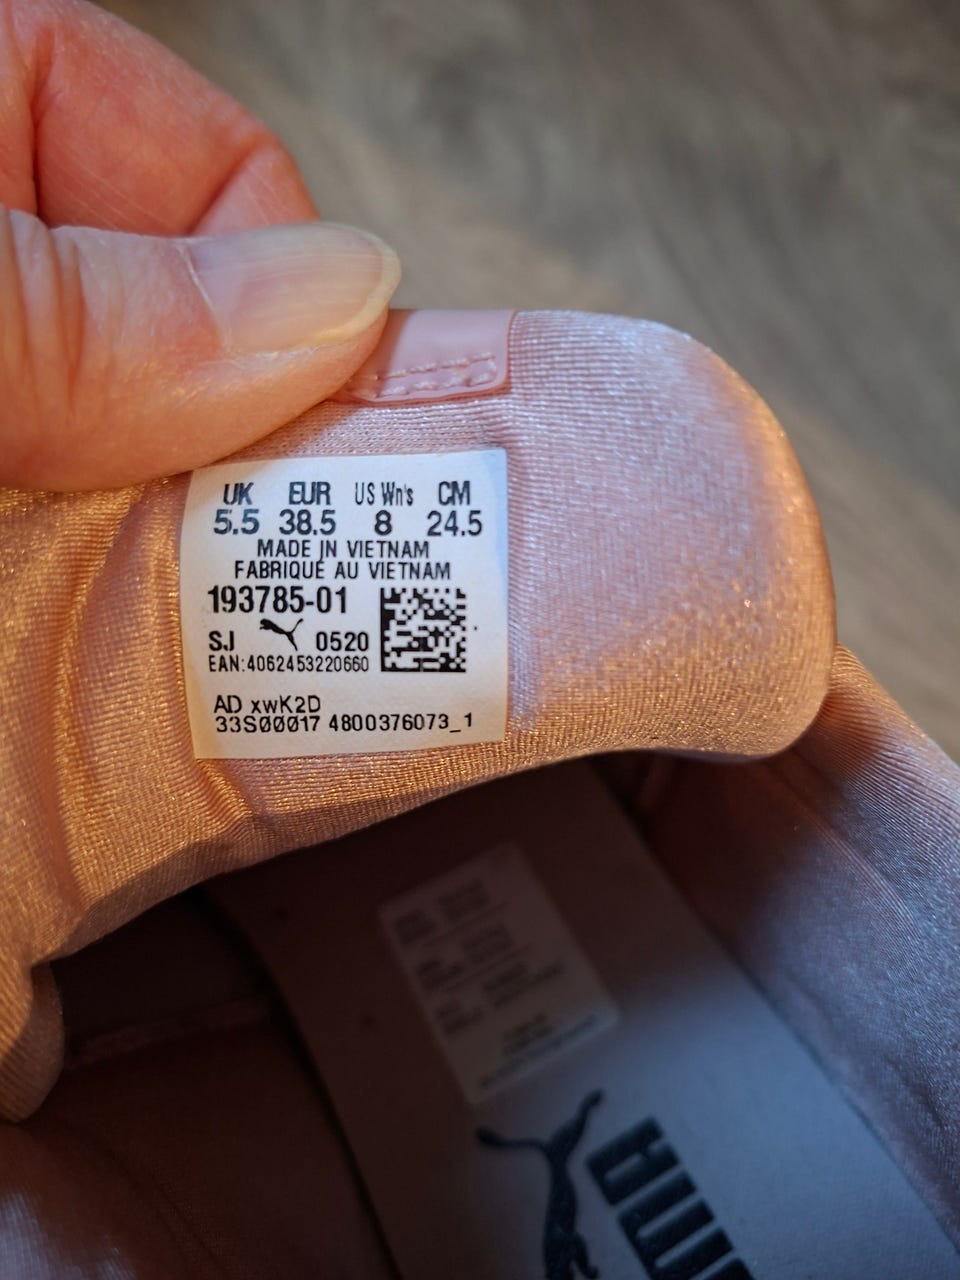 UK EUR US Wn's CM
5.5 38.5 8 24.5
MADE IN VIETNAM
FABRIQUÉ AU VIETNAM
193785-01
SJ 0520
EAN:4062453220660
AD xwK2D
33S00017 4800376073_1